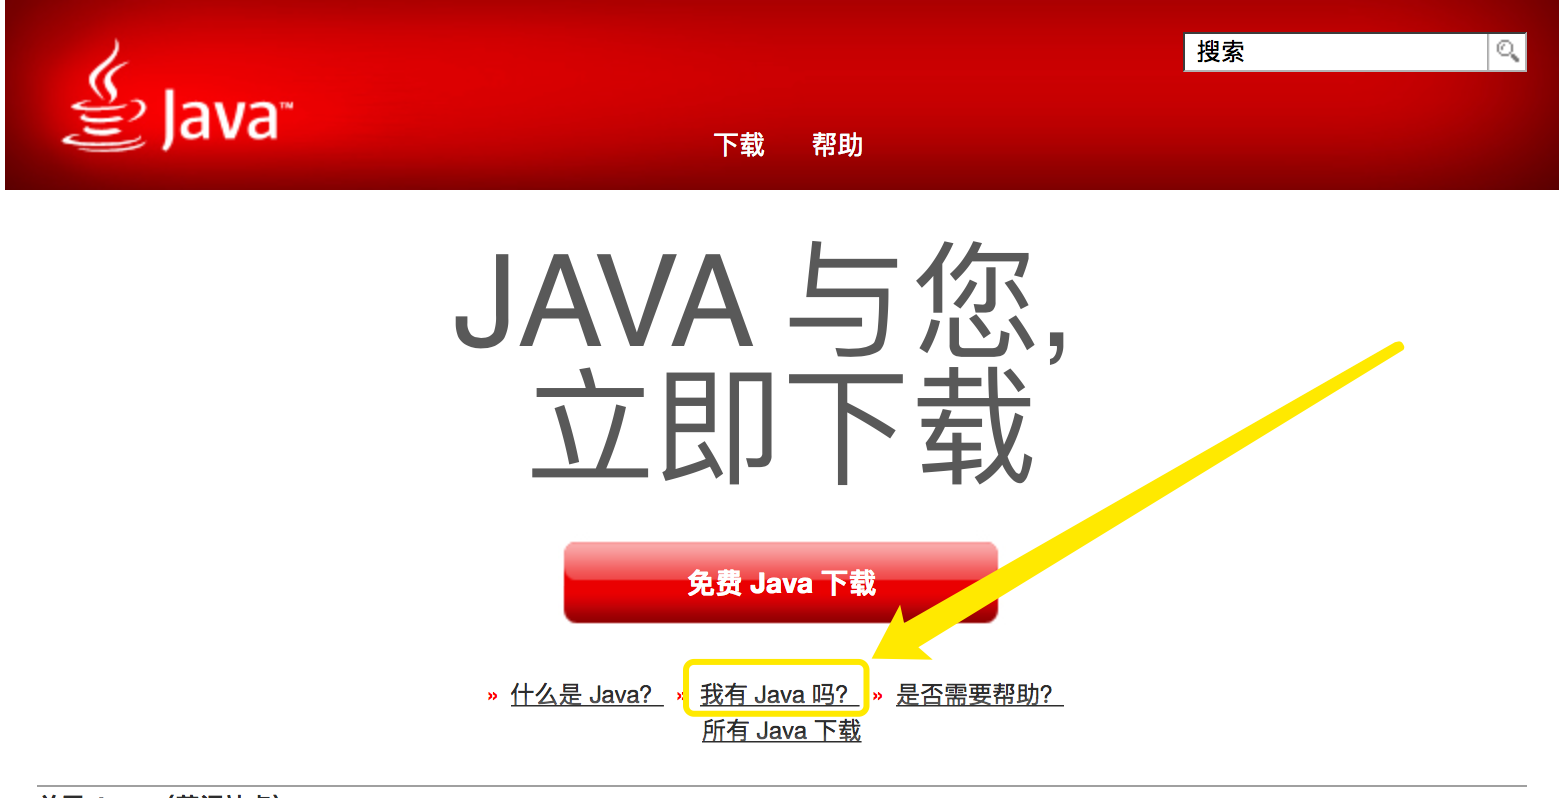 Java™
搜索
下载 帮助
JAVA 与您,
立即下载
免费 Java 下载
» 什么是 Java? » 我有 Java 吗? » 是否需要帮助?
所有 Java 下载